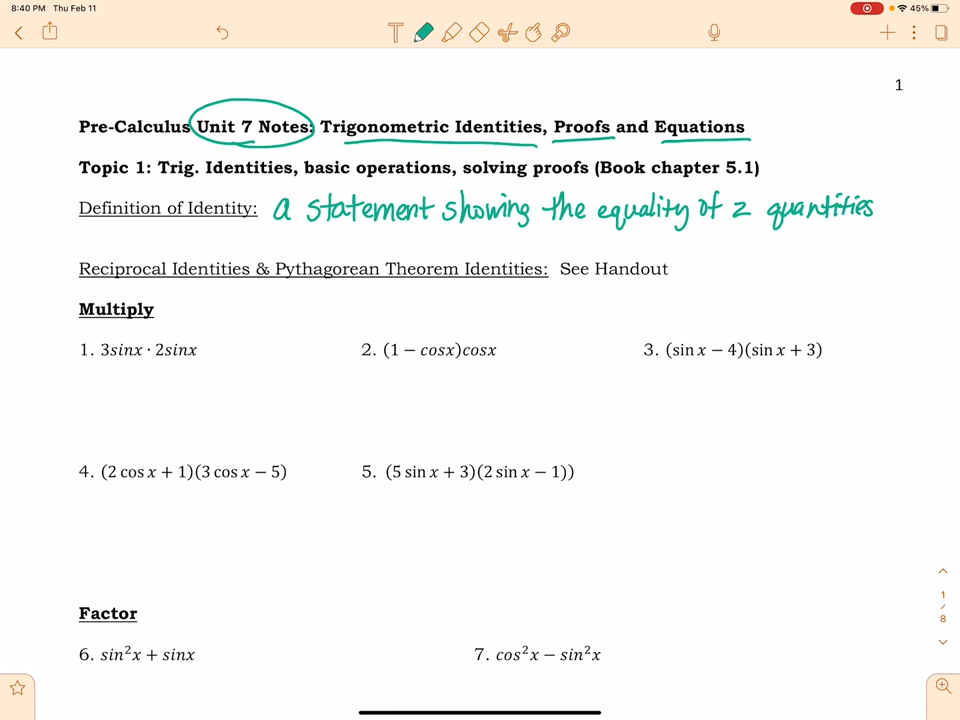 8:40 PM Thu Feb 11 45%
1
Pre-Calculus Unit 7 Notes: Trigonometric Identities, Proofs and Equations
Topic 1: Trig. Identities, basic operations, solving proofs (Book chapter 5.1)
Definition of Identity: a statement showing the equality of 2 quantities
Reciprocal Identities & Pythagorean Theorem Identities: See Handout
Multiply
1. 3sinx · 2sinx 2. (1 − cosx)cosx 3. (sin x − 4)(sin x + 3)
4. (2 cos x + 1)(3 cos x − 5) 5. (5 sin x + 3)(2 sin x − 1))
1
/
8
Factor
6. sin²x + sinx 7. cos²x − sin²x